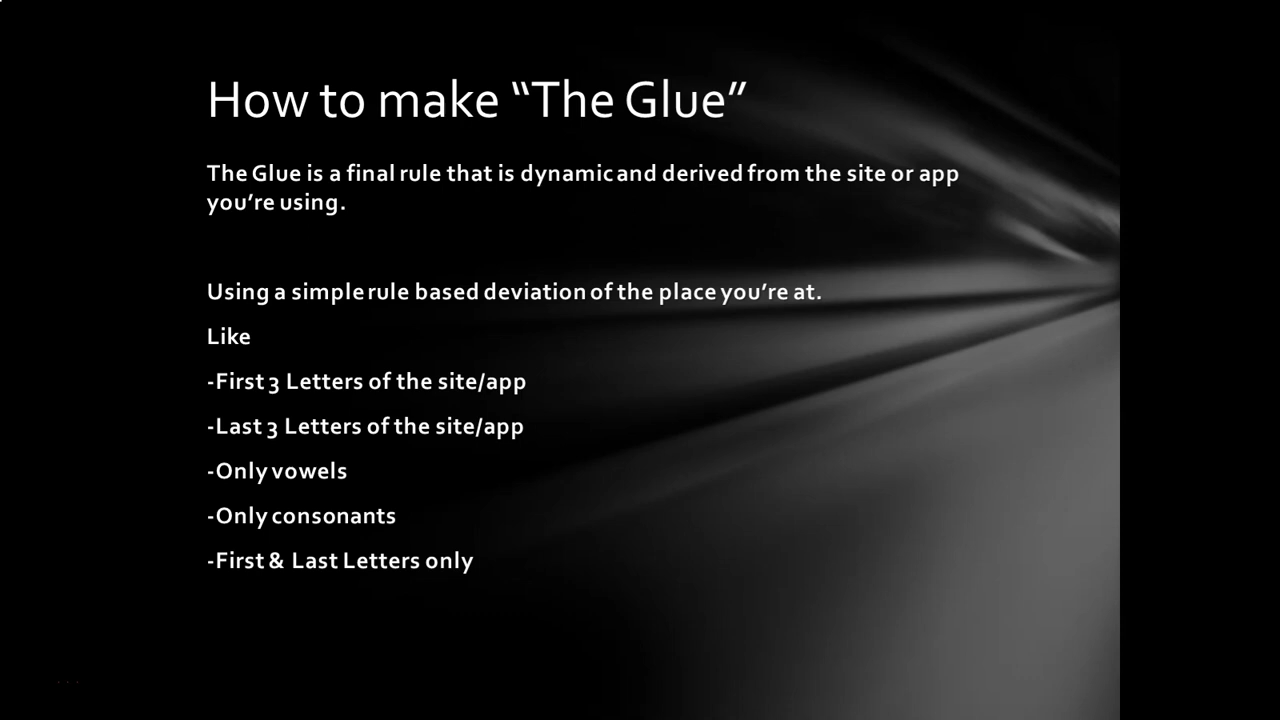 How to make “The Glue”
The Glue is a final rule that is dynamic and derived from the site or app
you’re using.
Using a simple rule based deviation of the place you’re at.
Like
-First 3 Letters of the site/app
-Last 3 Letters of the site/app
-Only vowels
-Only consonants
-First & Last Letters only